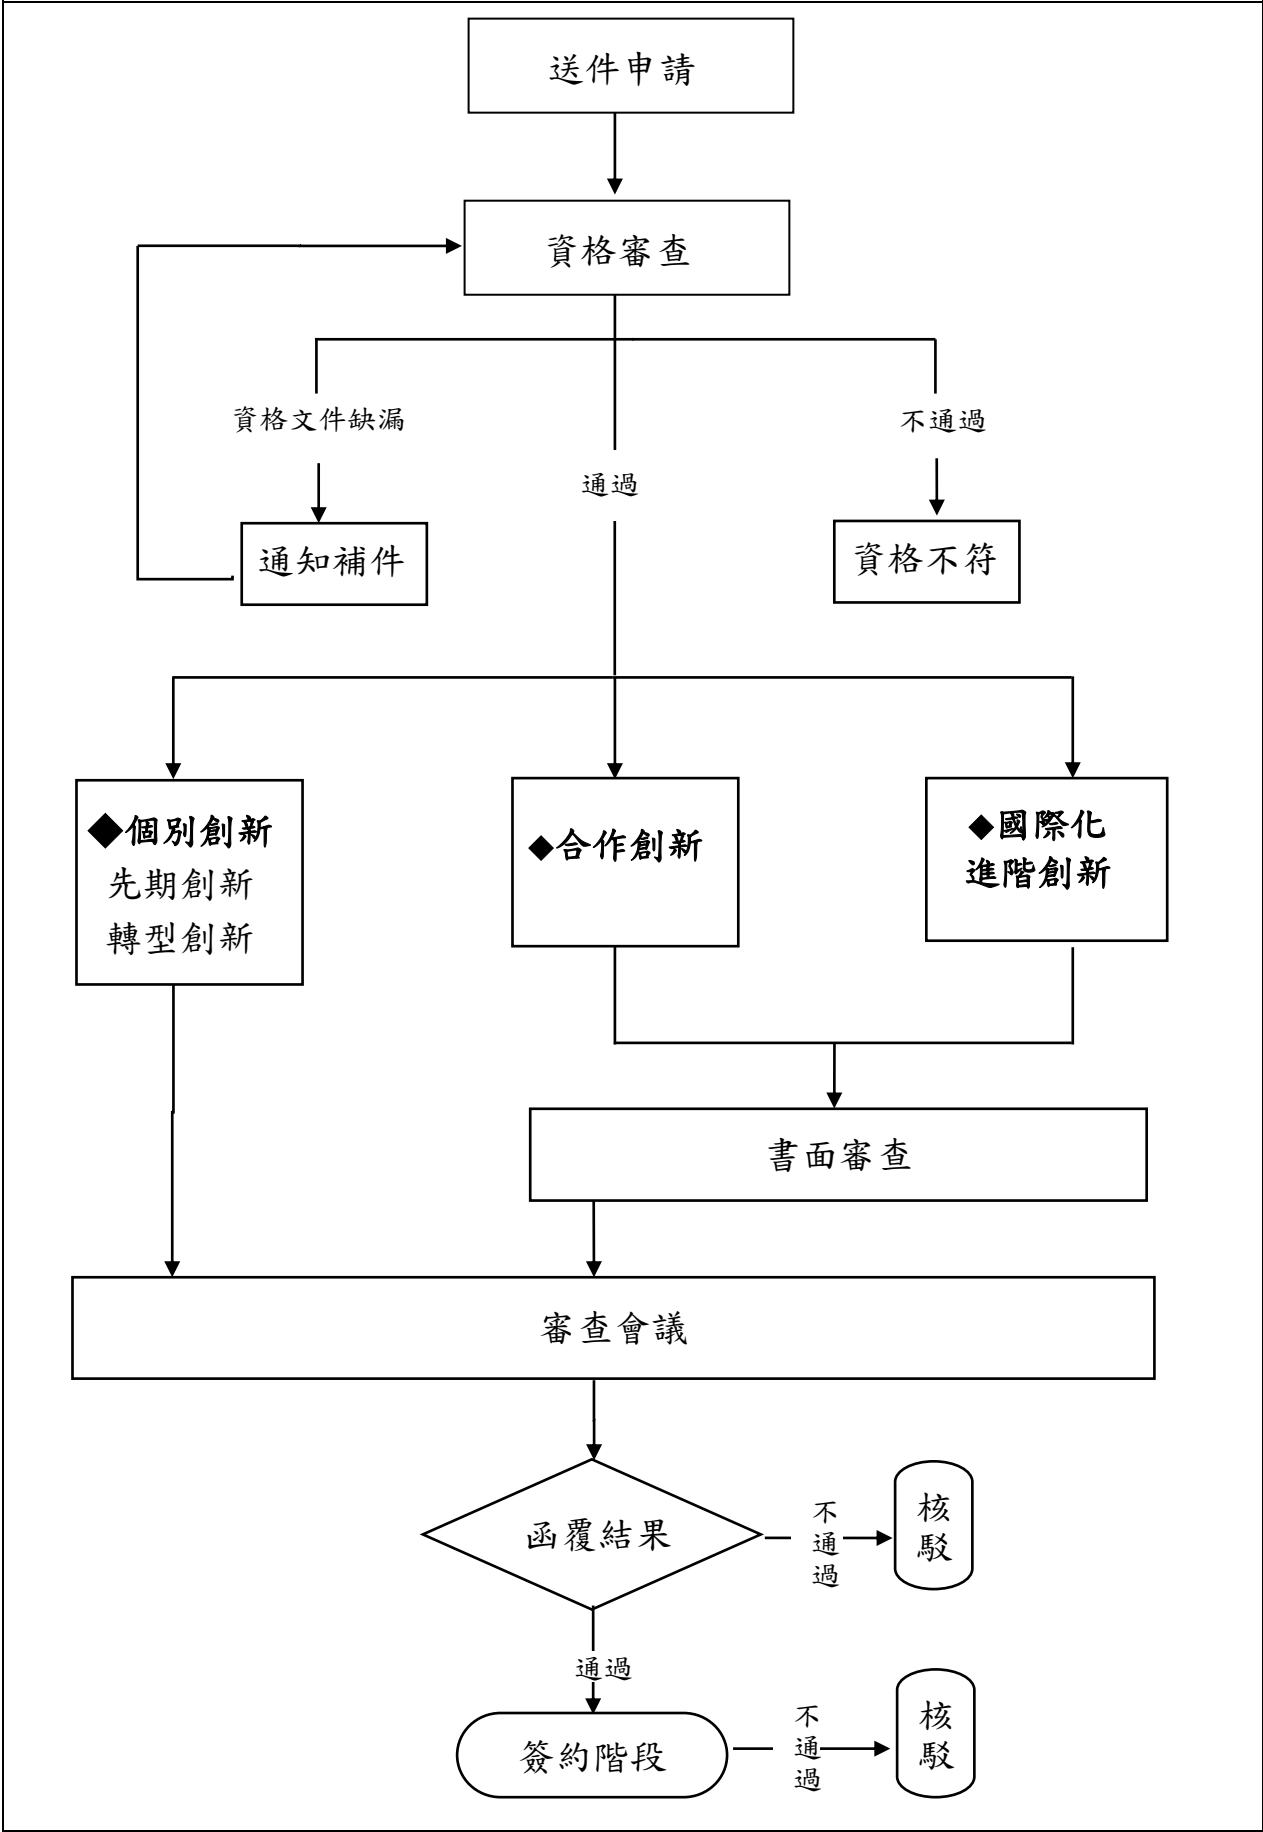 送件申請
資格審查
資格文件缺漏
不通過
通過
通知補件
資格不符
◆個別創新
先期創新
轉型創新
◆合作創新
◆國際化
進階創新
書面審查
審查會議
函覆結果
不
通
過
核
駁
通過
簽約階段
不
通
過
核
駁